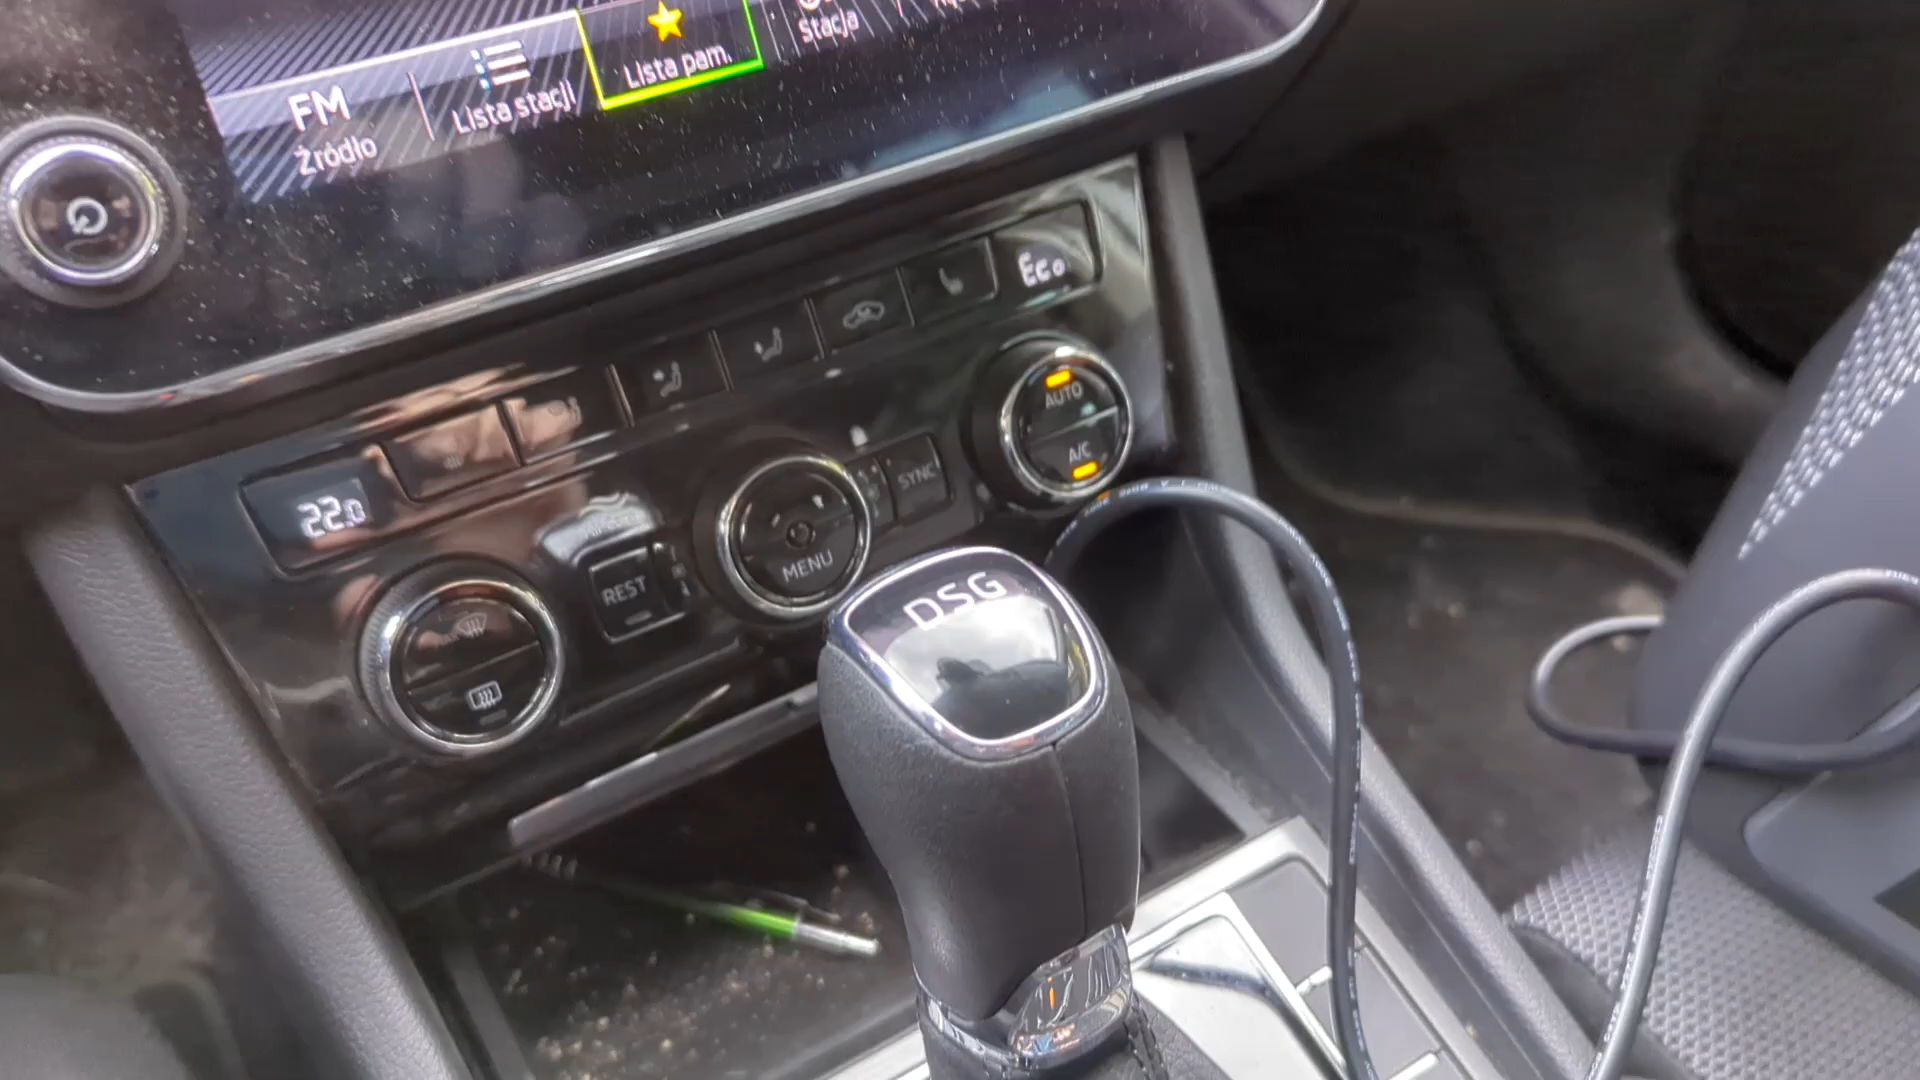 FM
Źródło
Lista stacji
Lista pam.
Stacja
Eco
AUTO
A/C
22.0
SYNC
MENU
REST
DSG